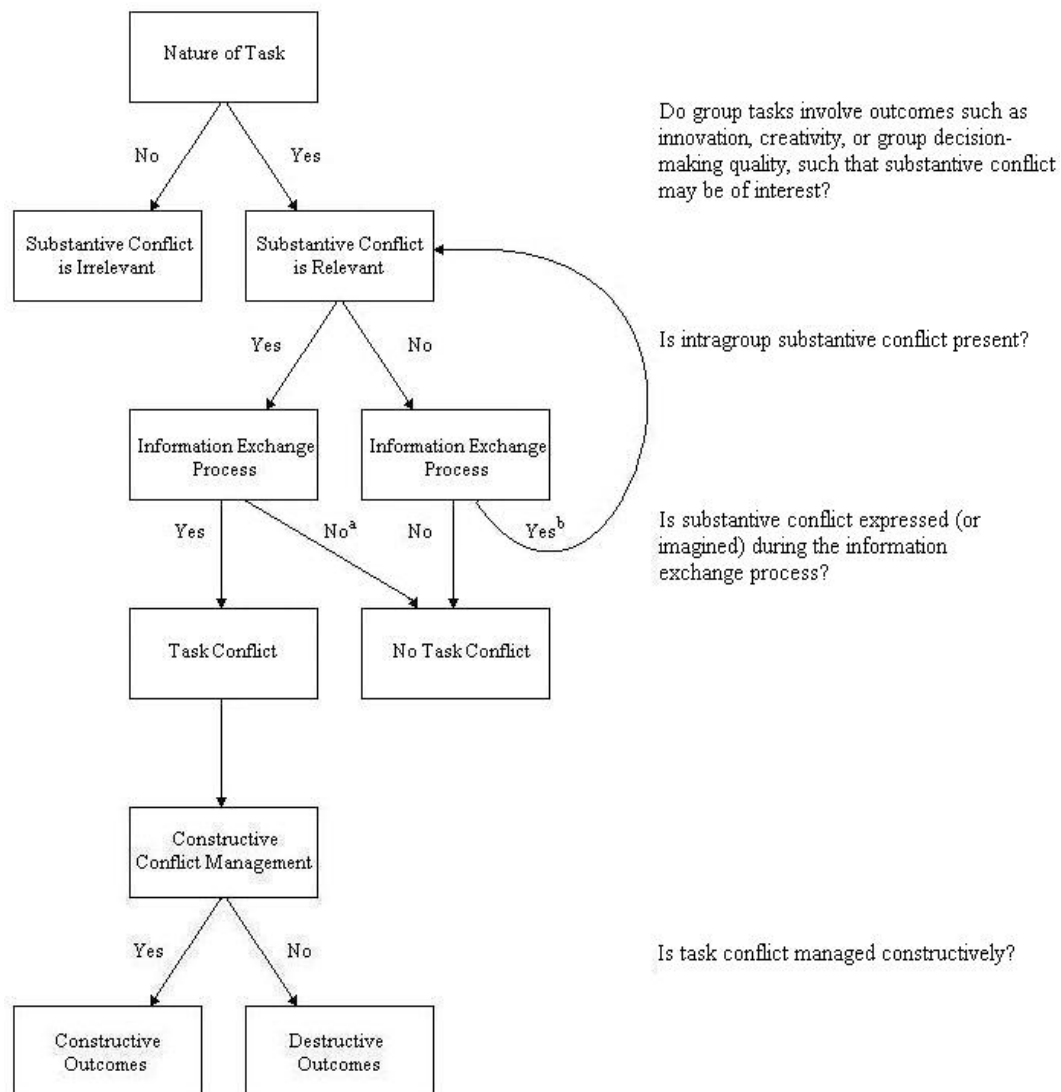 Nature of Task
Do group tasks involve outcomes such as
innovation, creativity, or group decision-
making quality, such that substantive conflict
may be of interest?
No
Yes
Substantive Conflict
is Irrelevant
Substantive Conflict
is Relevant
Yes
No
Is intragroup substantive conflict present?
Information Exchange
Process
Information Exchange
Process
Yes
Noᵃ
No
Yesᵇ
Is substantive conflict expressed (or
imagined) during the information
exchange process?
Task Conflict
No Task Conflict
Constructive
Conflict Management
Yes
No
Is task conflict managed constructively?
Constructive
Outcomes
Destructive
Outcomes